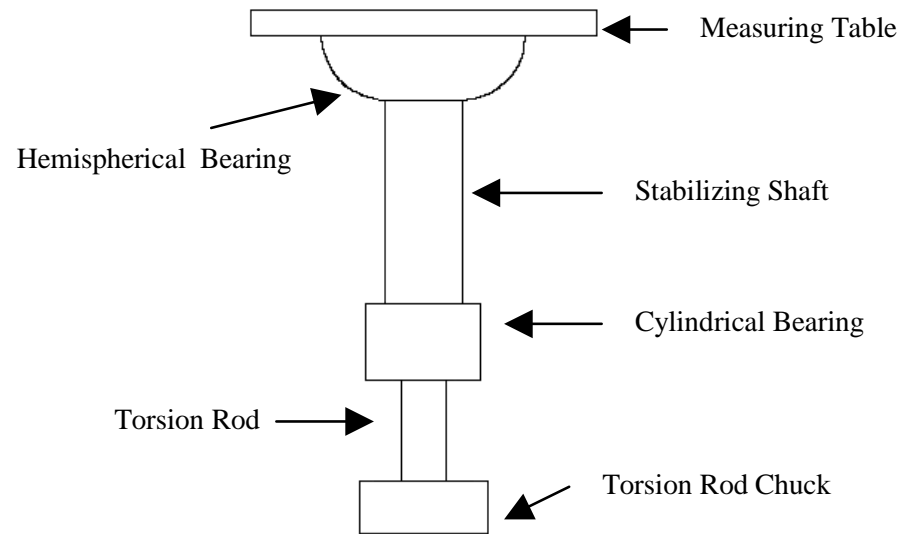 Measuring Table
Hemispherical Bearing
Stabilizing Shaft
Cylindrical Bearing
Torsion Rod
Torsion Rod Chuck